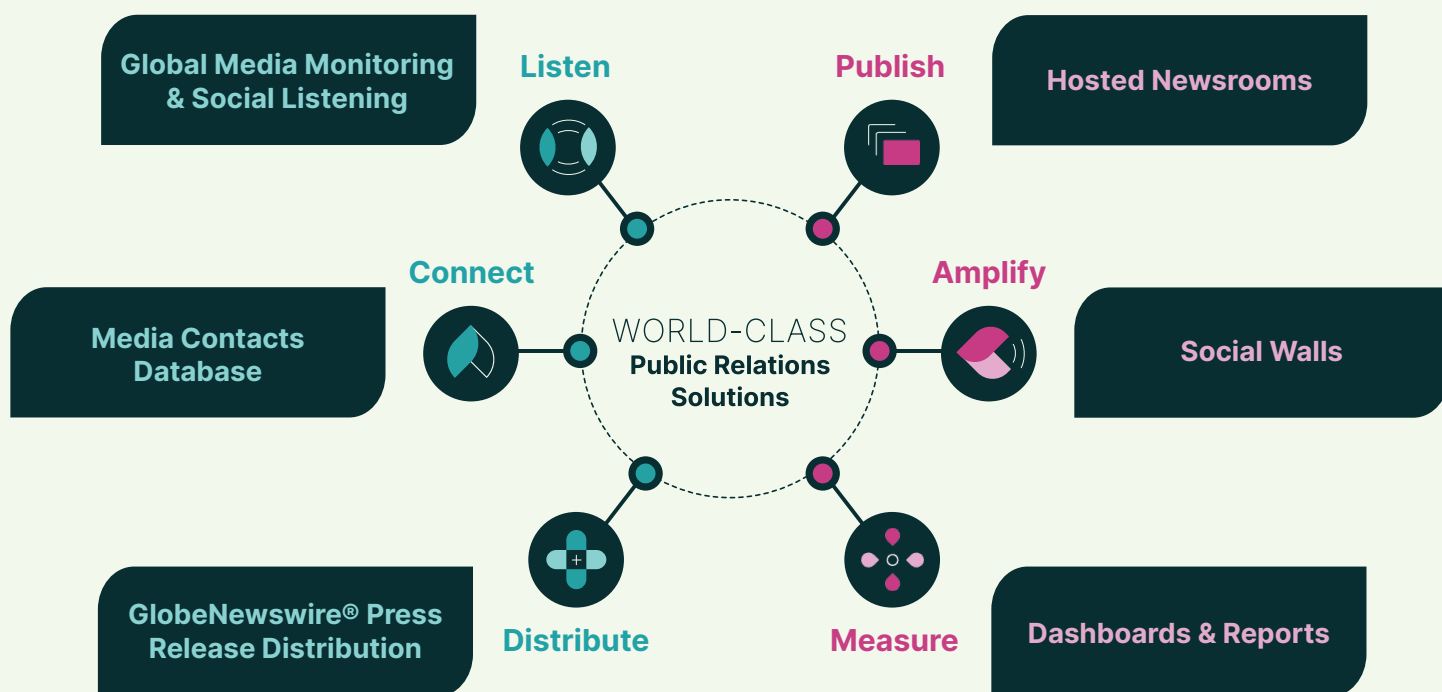 Global Media Monitoring
& Social Listening
Listen
Publish
Hosted Newsrooms
Connect
Amplify
Media Contacts
Database
WORLD-CLASS
Public Relations
Solutions
Social Walls
GlobeNewswire® Press
Release Distribution
Distribute
Measure
Dashboards & Reports